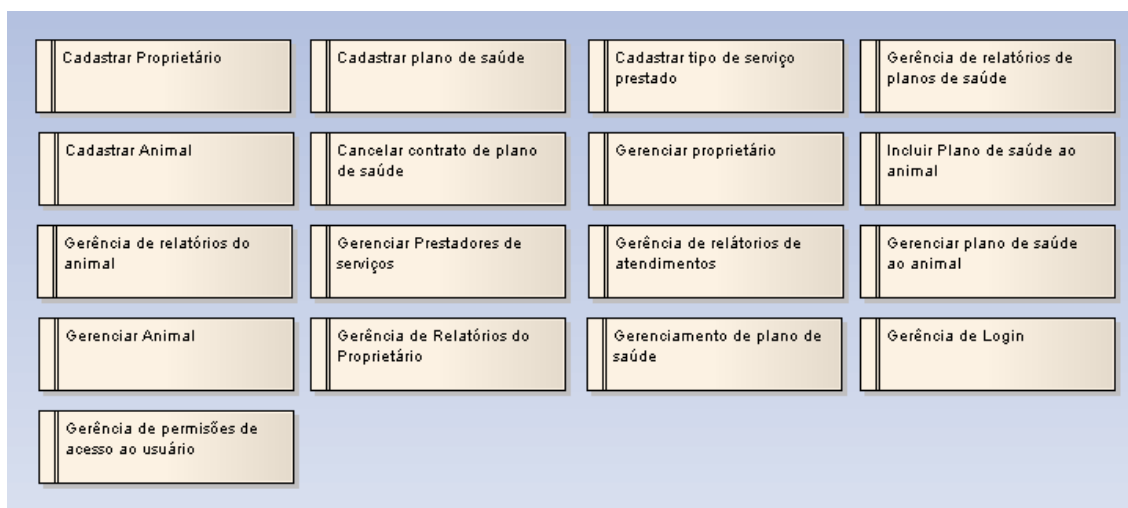 Cadastrar Proprietário
Cadastrar plano de saúde
Cadastrar tipo de serviço
prestado
Gerência de relatórios de
planos de saúde
Cadastrar Animal
Cancelar contrato de plano
de saúde
Gerenciar proprietário
Incluir Plano de saúde ao
animal
Gerência de relatórios do
animal
Gerenciar Prestadores de
serviços
Gerência de relátorios de
atendimentos
Gerenciar plano de saúde
ao animal
Gerenciar Animal
Gerência de Relatórios do
Proprietário
Gerenciamento de plano de
saúde
Gerência de Login
Gerência de permisões de
acesso ao usuário